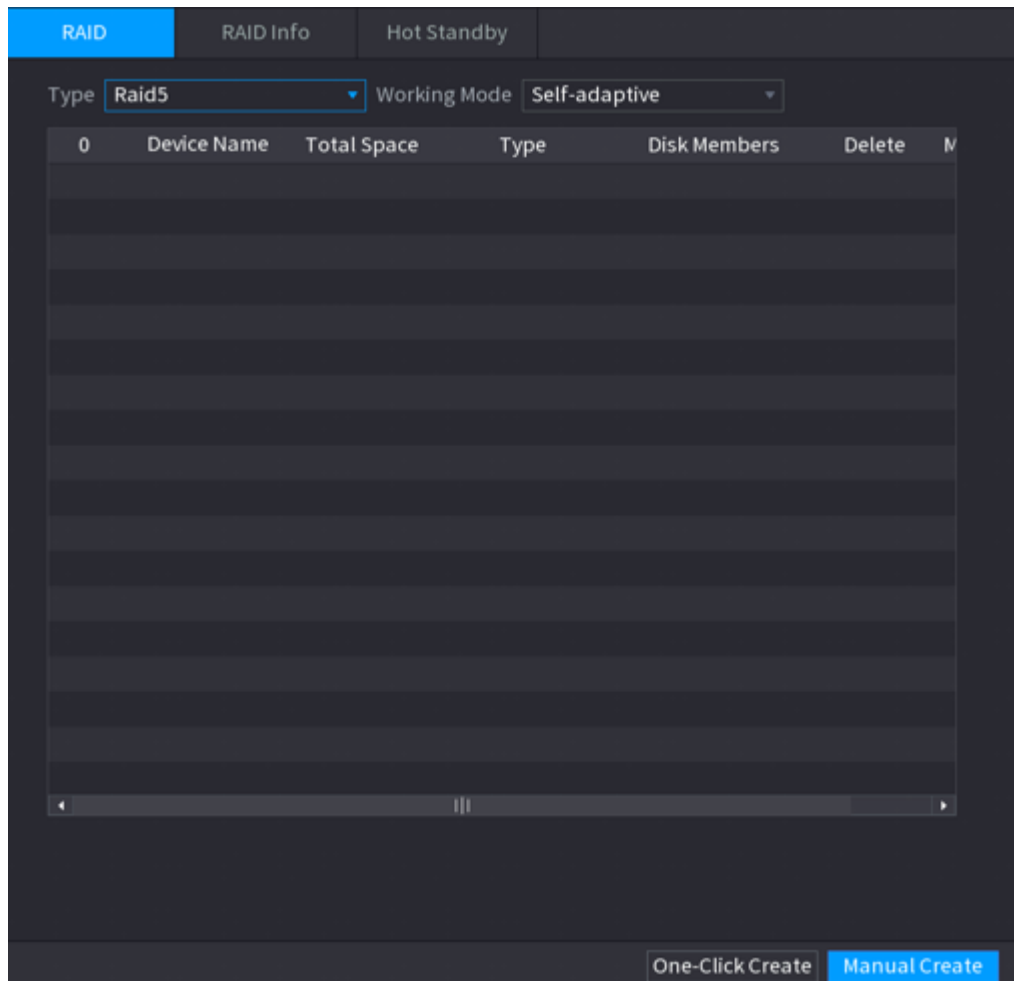 RAID RAID Info Hot Standby
Type Raid5 Working Mode Self-adaptive
0 Device Name Total Space Type Disk Members Delete M
One-Click Create Manual Create